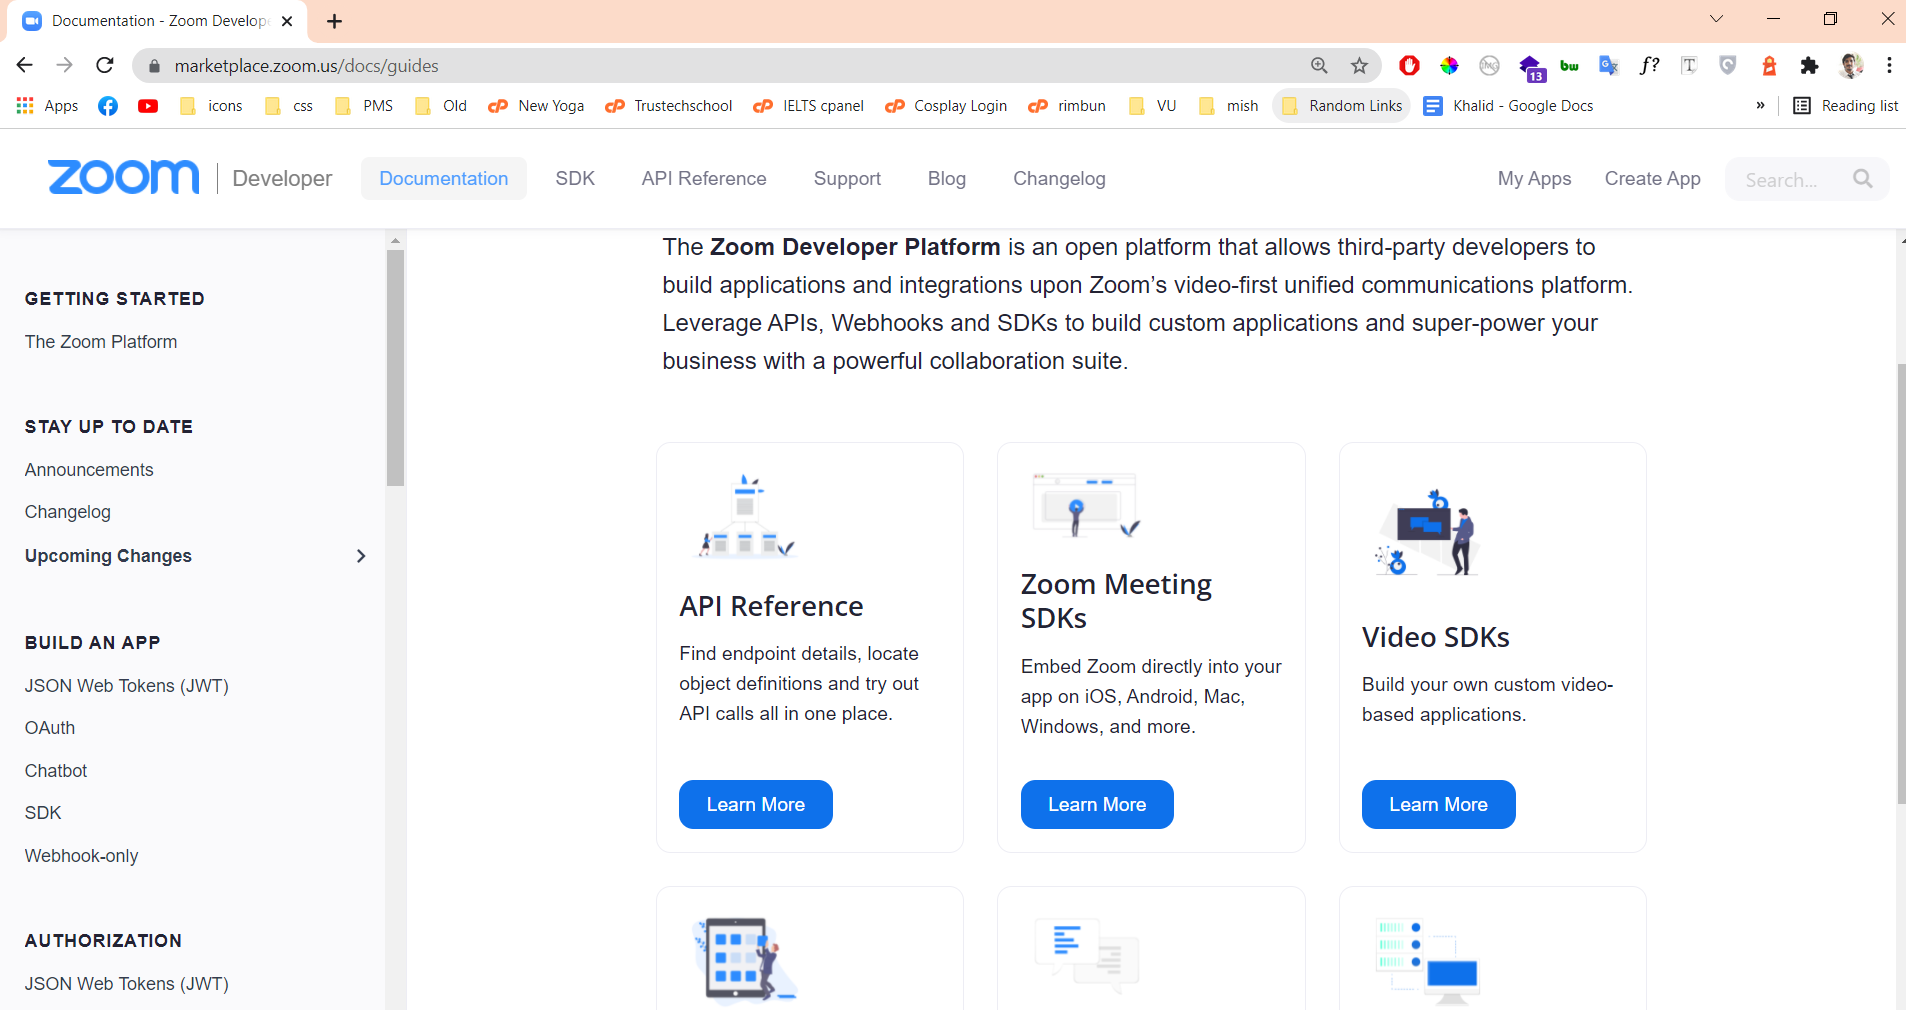 Documentation - Zoom Develop
marketplace.zoom.us/docs/guides
13
bw
f?
T
Apps
icons
css
PMS
Old
New Yoga
Trustechschool
IELTS cpanel
Cosplay Login
rimbun
VU
mish
Random Links
Khalid - Google Docs
»
Reading list
zoom
Developer
Documentation
SDK
API Reference
Support
Blog
Changelog
My Apps
Create App
Search...
GETTING STARTED
The Zoom Platform
STAY UP TO DATE
Announcements
Changelog
Upcoming Changes
BUILD AN APP
JSON Web Tokens (JWT)
OAuth
Chatbot
SDK
Webhook-only
AUTHORIZATION
JSON Web Tokens (JWT)
The Zoom Developer Platform is an open platform that allows third-party developers to
build applications and integrations upon Zoom’s video-first unified communications platform.
Leverage APIs, Webhooks and SDKs to build custom applications and super-power your
business with a powerful collaboration suite.
API Reference
Find endpoint details, locate
object definitions and try out
API calls all in one place.
Learn More
Zoom Meeting
SDKs
Embed Zoom directly into your
app on iOS, Android, Mac,
Windows, and more.
Learn More
Video SDKs
Build your own custom video-
based applications.
Learn More